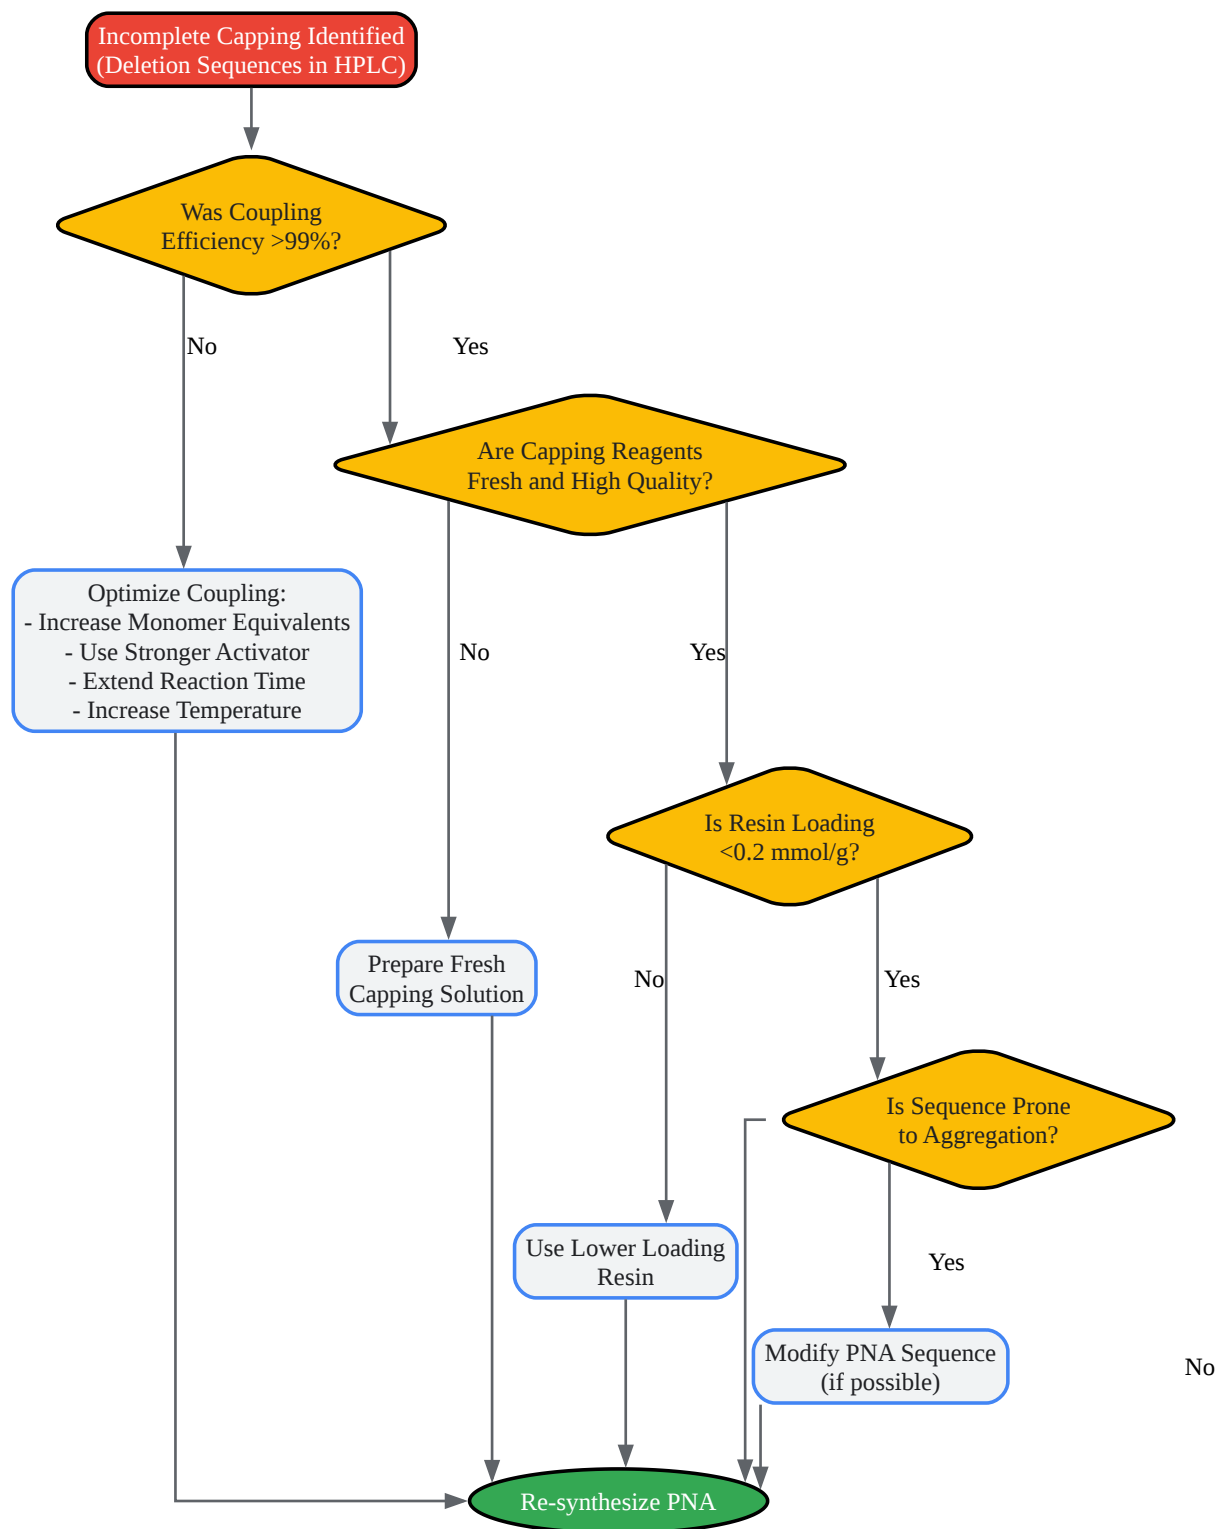 Incomplete Capping Identified
(Deletion Sequences in HPLC)
Was Coupling
Efficiency >99%?
No
Yes
Are Capping Reagents
Fresh and High Quality?
Optimize Coupling:
- Increase Monomer Equivalents
- Use Stronger Activator
- Extend Reaction Time
- Increase Temperature
No
Yes
Is Resin Loading
<0.2 mmol/g?
Prepare Fresh
Capping Solution
No
Yes
Is Sequence Prone
to Aggregation?
Use Lower Loading
Resin
Yes
Modify PNA Sequence
(if possible)
No
Re-synthesize PNA